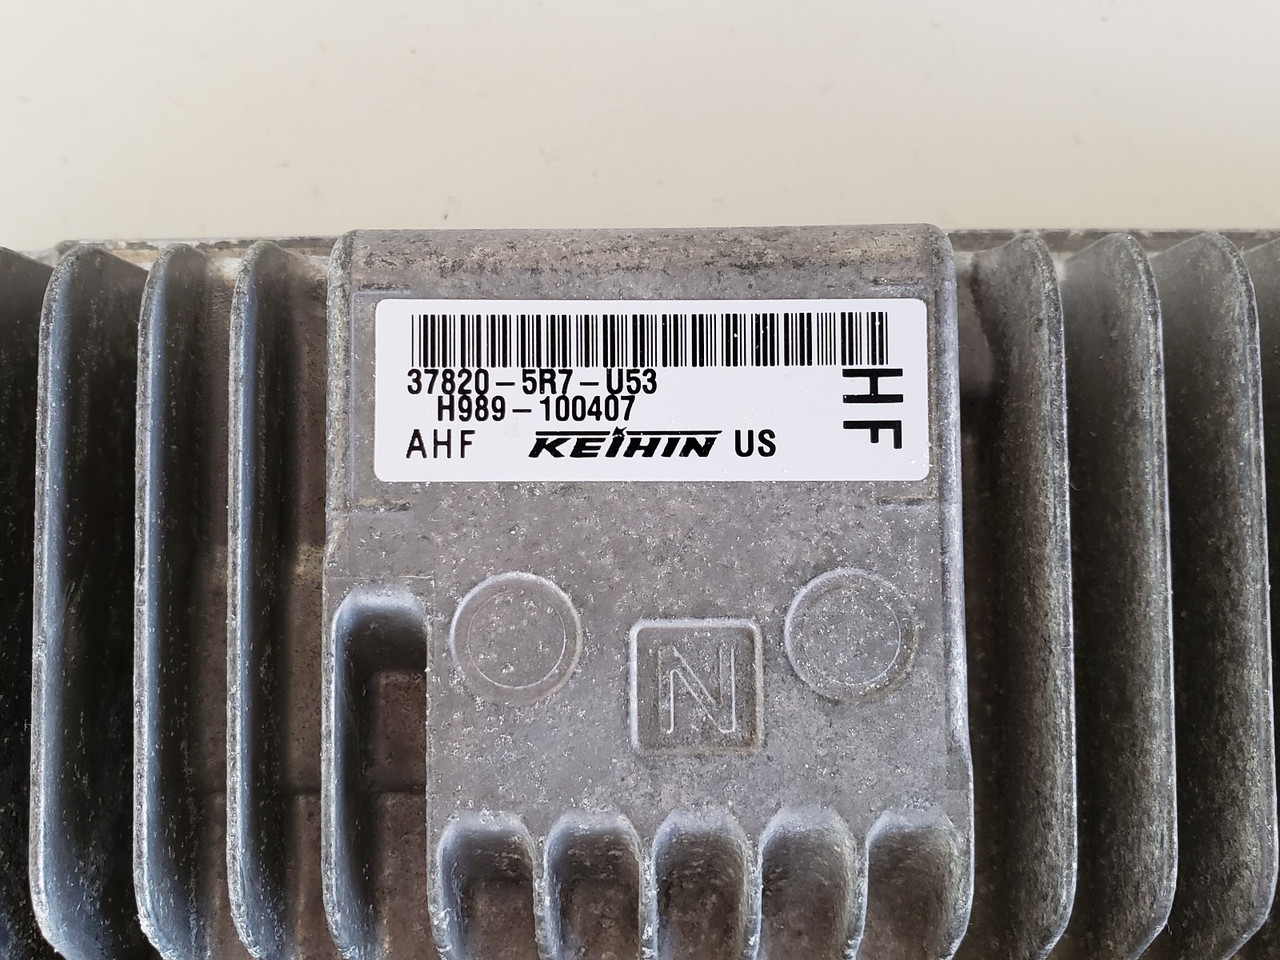 37820-5R7-U53
H989-100407
AHF KEIHIN US
HF
N